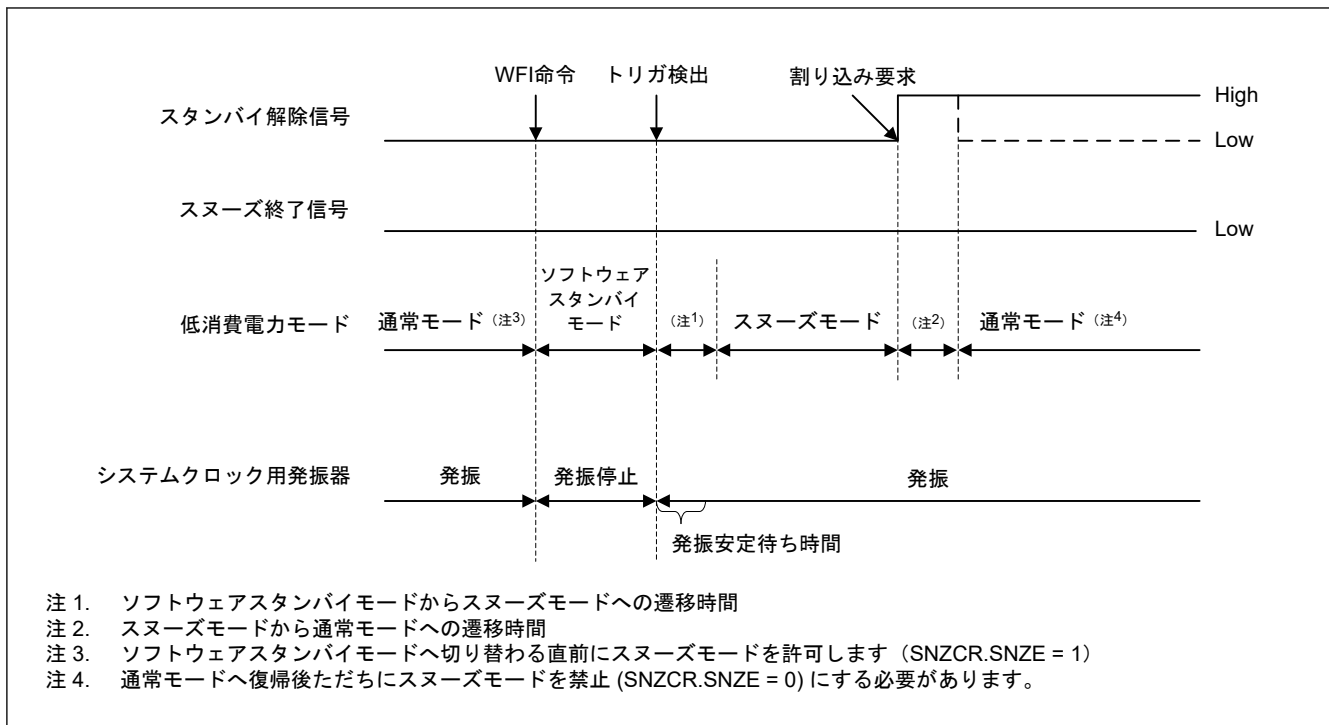 WFI命令 トリガ検出 割り込み要求
スタンバイ解除信号
High
Low
スヌーズ終了信号
Low
低消費電力モード
通常モード（注3）
ソフトウェア
スタンバイ
モード
（注1）
スヌーズモード
（注2）
通常モード（注4）
システムクロック用発振器
発振
発振停止
発振
発振安定待ち時間
注 1. ソフトウェアスタンバイモードからスヌーズモードへの遷移時間
注 2. スヌーズモードから通常モードへの遷移時間
注 3. ソフトウェアスタンバイモードへ切り替わる直前にスヌーズモードを許可します（SNZCR.SNZE = 1）
注 4. 通常モードへ復帰後ただちにスヌーズモードを禁止 (SNZCR.SNZE = 0) にする必要があります。